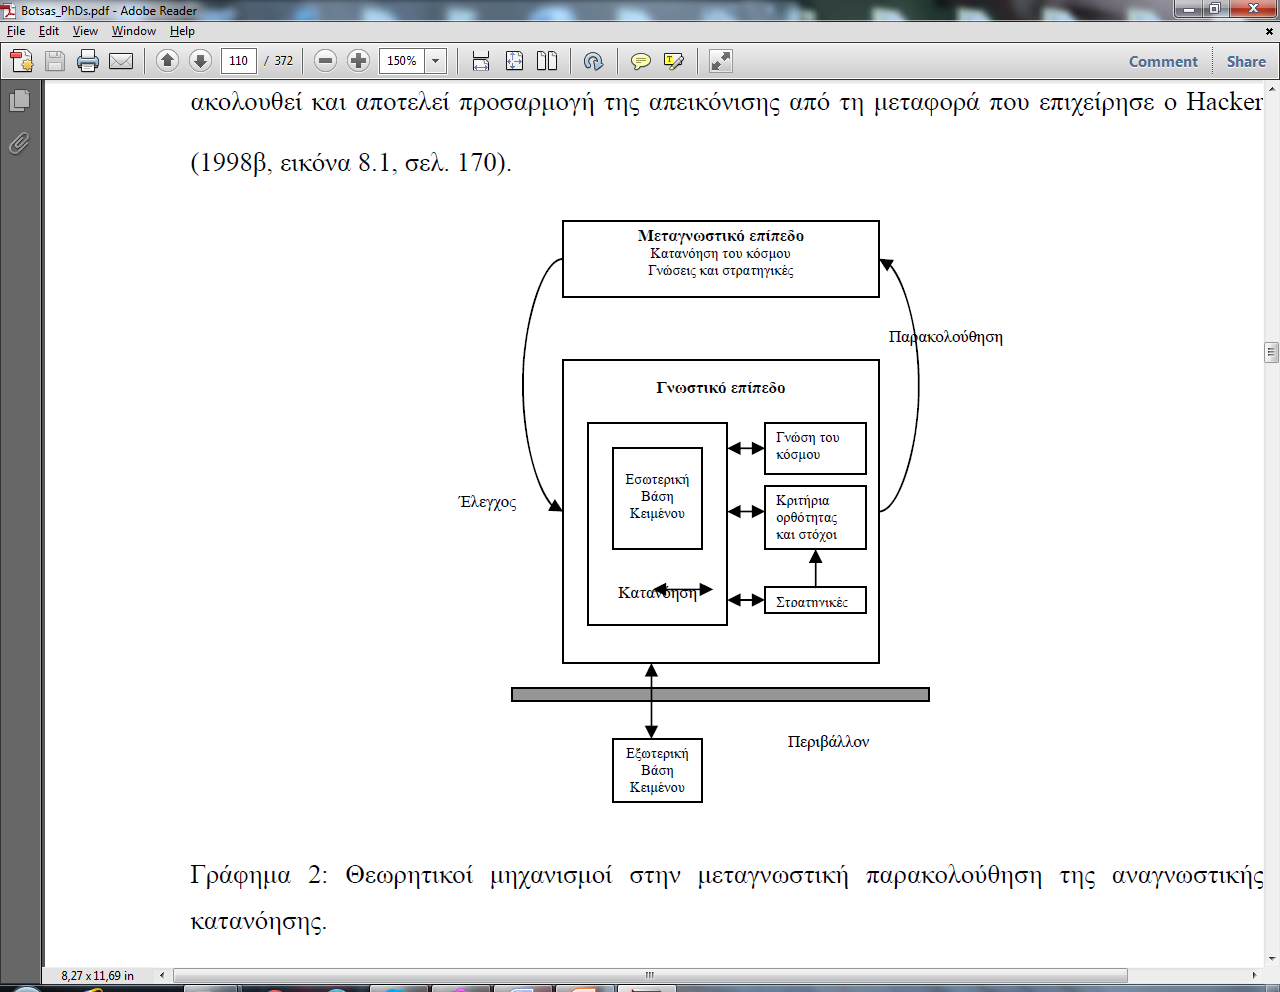 Botsas_PhDs.pdf - Adobe Reader
File Edit View Window Help
110 / 372 150% Comment Share
ακολουθεί και αποτελεί προσαρμογή της απεικόνισης από τη μεταφορά που επιχείρησε ο Hacker
(1998β, εικόνα 8.1, σελ. 170).
Μεταγνωστικό επίπεδο
Κατανόηση του κόσμου
Γνώσεις και στρατηγικές
Παρακολούθηση
Γνωστικό επίπεδο
Γνώση του
κόσμου
Εσωτερική
Βάση
Κειμένου
Κριτήρια
ορθότητας
και στόχοι
Έλεγχος
Κατανόηση
Στρατηγικές
Περιβάλλον
Εξωτερική
Βάση
Κειμένου
Γράφημα 2: Θεωρητικοί μηχανισμοί στην μεταγνωστική παρακολούθηση της αναγνωστικής
κατανόησης.
8,27 x 11,69 in